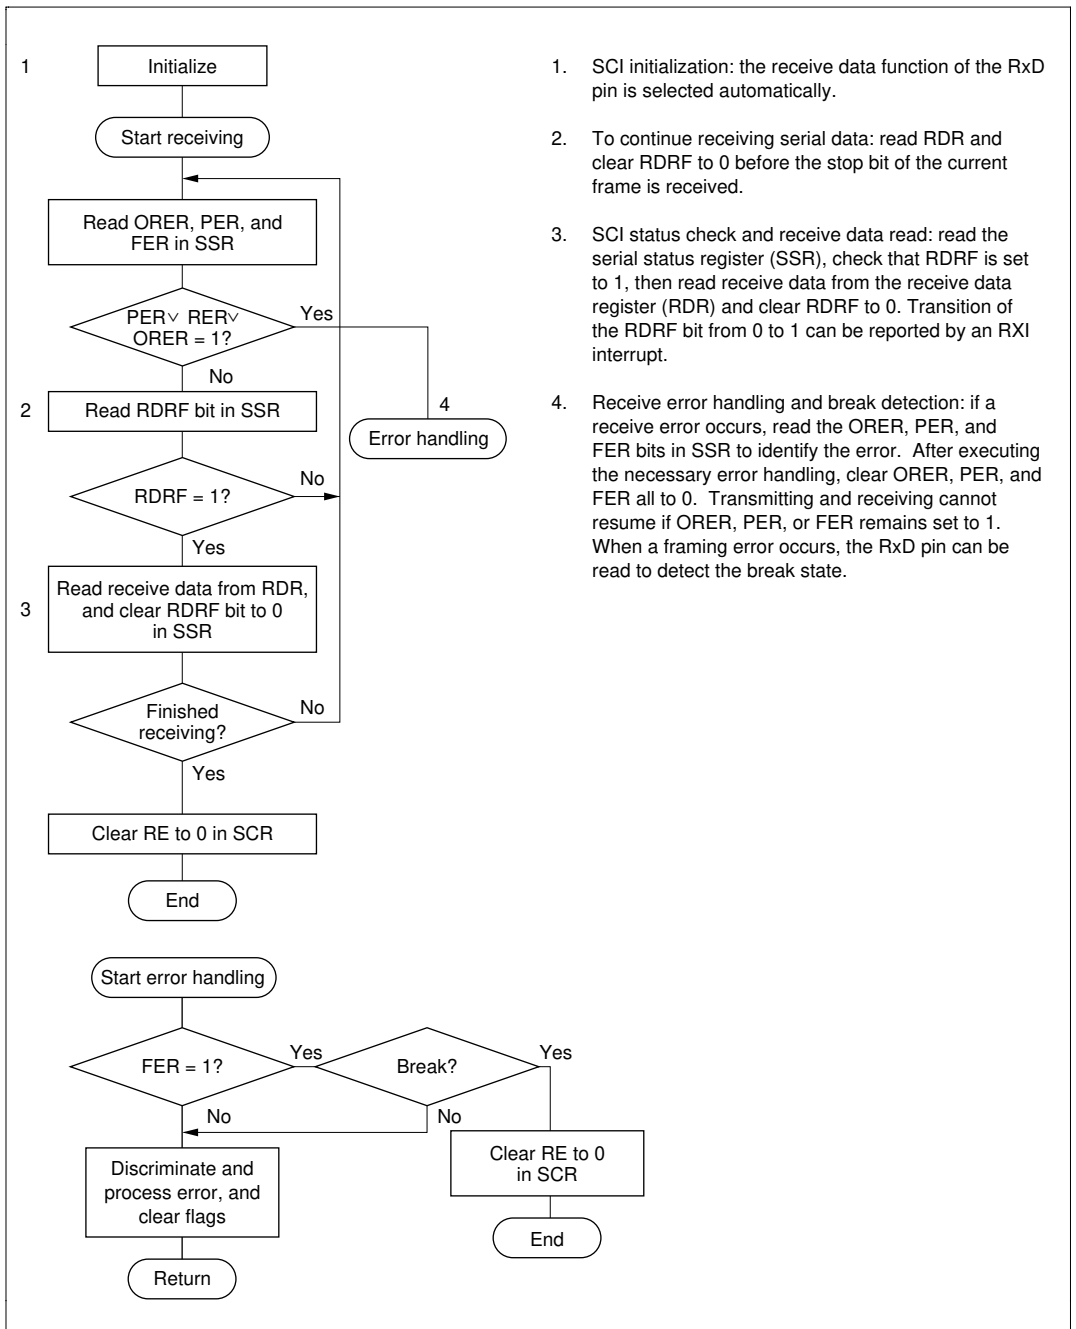 1
Initialize
Start receiving
Read ORER, PER, and
FER in SSR
PER∨ RER∨
ORER = 1?
Yes
No
2
Read RDRF bit in SSR
4
Error handling
RDRF = 1?
No
Yes
3
Read receive data from RDR,
and clear RDRF bit to 0
in SSR
Finished
receiving?
No
Yes
Clear RE to 0 in SCR
End
1. SCI initialization: the receive data function of the RxD
pin is selected automatically.
2. To continue receiving serial data: read RDR and
clear RDRF to 0 before the stop bit of the current
frame is received.
3. SCI status check and receive data read: read the
serial status register (SSR), check that RDRF is set
to 1, then read receive data from the receive data
register (RDR) and clear RDRF to 0. Transition of
the RDRF bit from 0 to 1 can be reported by an RXI
interrupt.
4. Receive error handling and break detection: if a
receive error occurs, read the ORER, PER, and
FER bits in SSR to identify the error. After executing
the necessary error handling, clear ORER, PER, and
FER all to 0. Transmitting and receiving cannot
resume if ORER, PER, or FER remains set to 1.
When a framing error occurs, the RxD pin can be
read to detect the break state.
Start error handling
FER = 1?
Yes
Break?
Yes
No
No
Discriminate and
process error, and
clear flags
Return
Clear RE to 0
in SCR
End